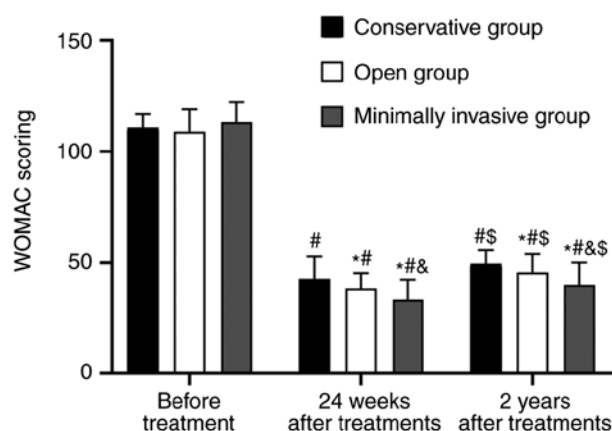 150
100
50
0
WOMAC scoring
Conservative group
Open group
Minimally invasive group
# *# *#&
#$ *#$ *#&$
Before treatment
24 weeks after treatments
2 years after treatments